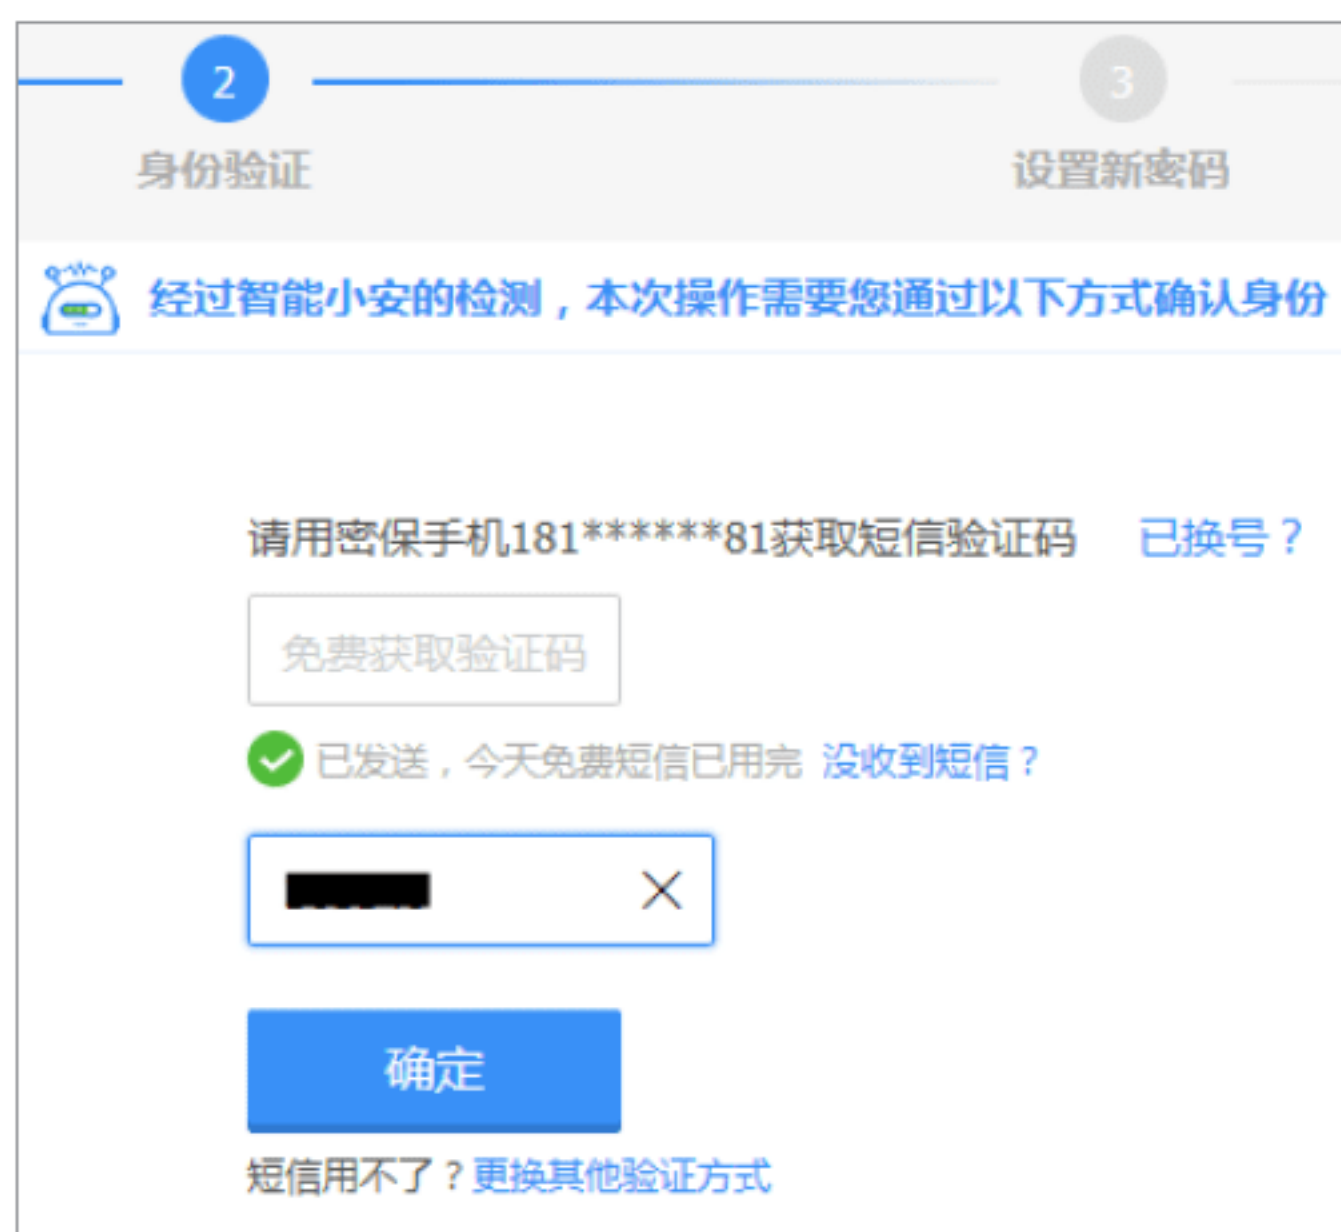 2 3
身份验证 设置新密码
经过智能小安的检测，本次操作需要您通过以下方式确认身份
请用密保手机181******81获取短信验证码 已换号？
免费获取验证码
已发送，今天免费短信已用完 没收到短信？
确定
短信用不了？更换其他验证方式